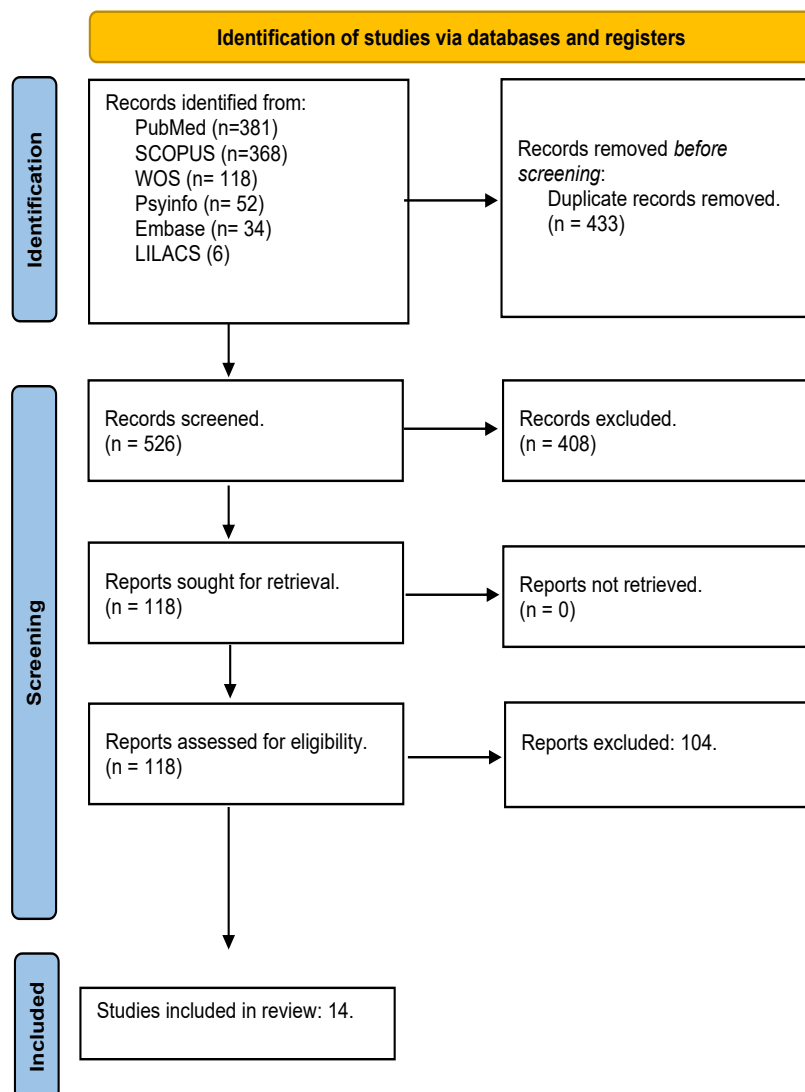 Identification of studies via databases and registers
Identification
Records identified from:
PubMed (n=381)
SCOPUS (n=368)
WOS (n= 118)
Psyinfo (n= 52)
Embase (n= 34)
LILACS (6)
Records removed before
screening:
Duplicate records removed.
(n = 433)
Screening
Records screened.
(n = 526)
Records excluded.
(n = 408)
Reports sought for retrieval.
(n = 118)
Reports not retrieved.
(n = 0)
Reports assessed for eligibility.
(n = 118)
Reports excluded: 104.
Included
Studies included in review: 14.